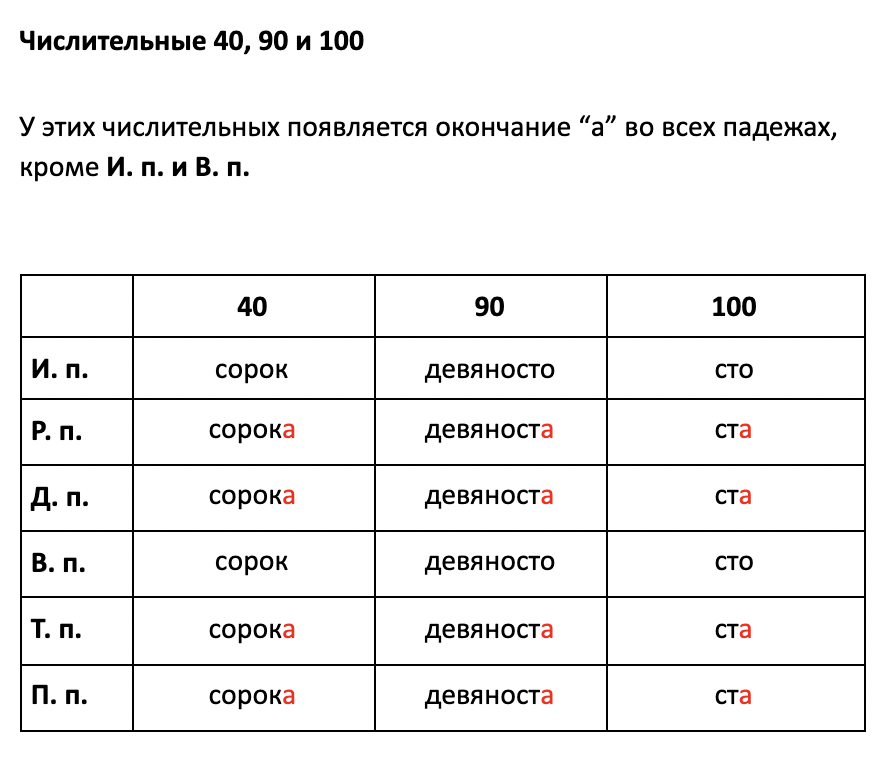 Числительные 40, 90 и 100
У этих числительных появляется окончание “а” во всех падежах,
кроме И. п. и В. п.
40 90 100
И. п. сорок девяносто сто
Р. п. сорока девяноста ста
Д. п. сорока девяноста ста
В. п. сорок девяносто сто
Т. п. сорока девяноста ста
П. п. сорока девяноста ста